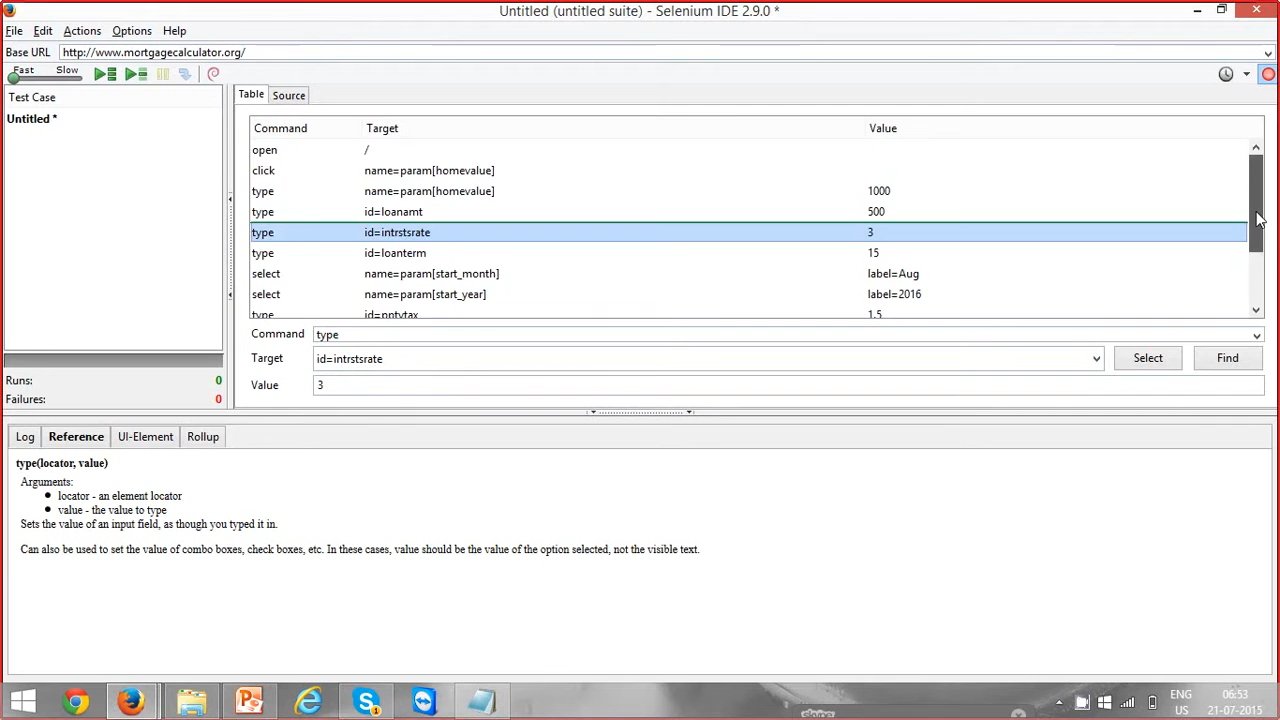 Untitled (untitled suite) - Selenium IDE 2.9.0 *
File Edit Actions Options Help
Base URL http://www.mortgagecalculator.org/
Fast Slow
Test Case
Untitled *
Runs: 0
Failures: 0
Table Source
Command Target Value
open /
click name=param[homevalue]
type name=param[homevalue] 1000
type id=loanamt 500
type id=intrstsrate 3
type id=loanterm 15
select name=param[start_month] label=Aug
select name=param[start_year] label=2016
type id=pptytax 1.5
Command type
Target id=intrstsrate Select Find
Value 3
Log Reference UI-Element Rollup
type(locator, value)
Arguments:
locator - an element locator
value - the value to type
Sets the value of an input field, as though you typed it in.
Can also be used to set the value of combo boxes, check boxes, etc. In these cases, value should be the value of the option selected, not the visible text.
ENG 06:53
US 21-07-2015